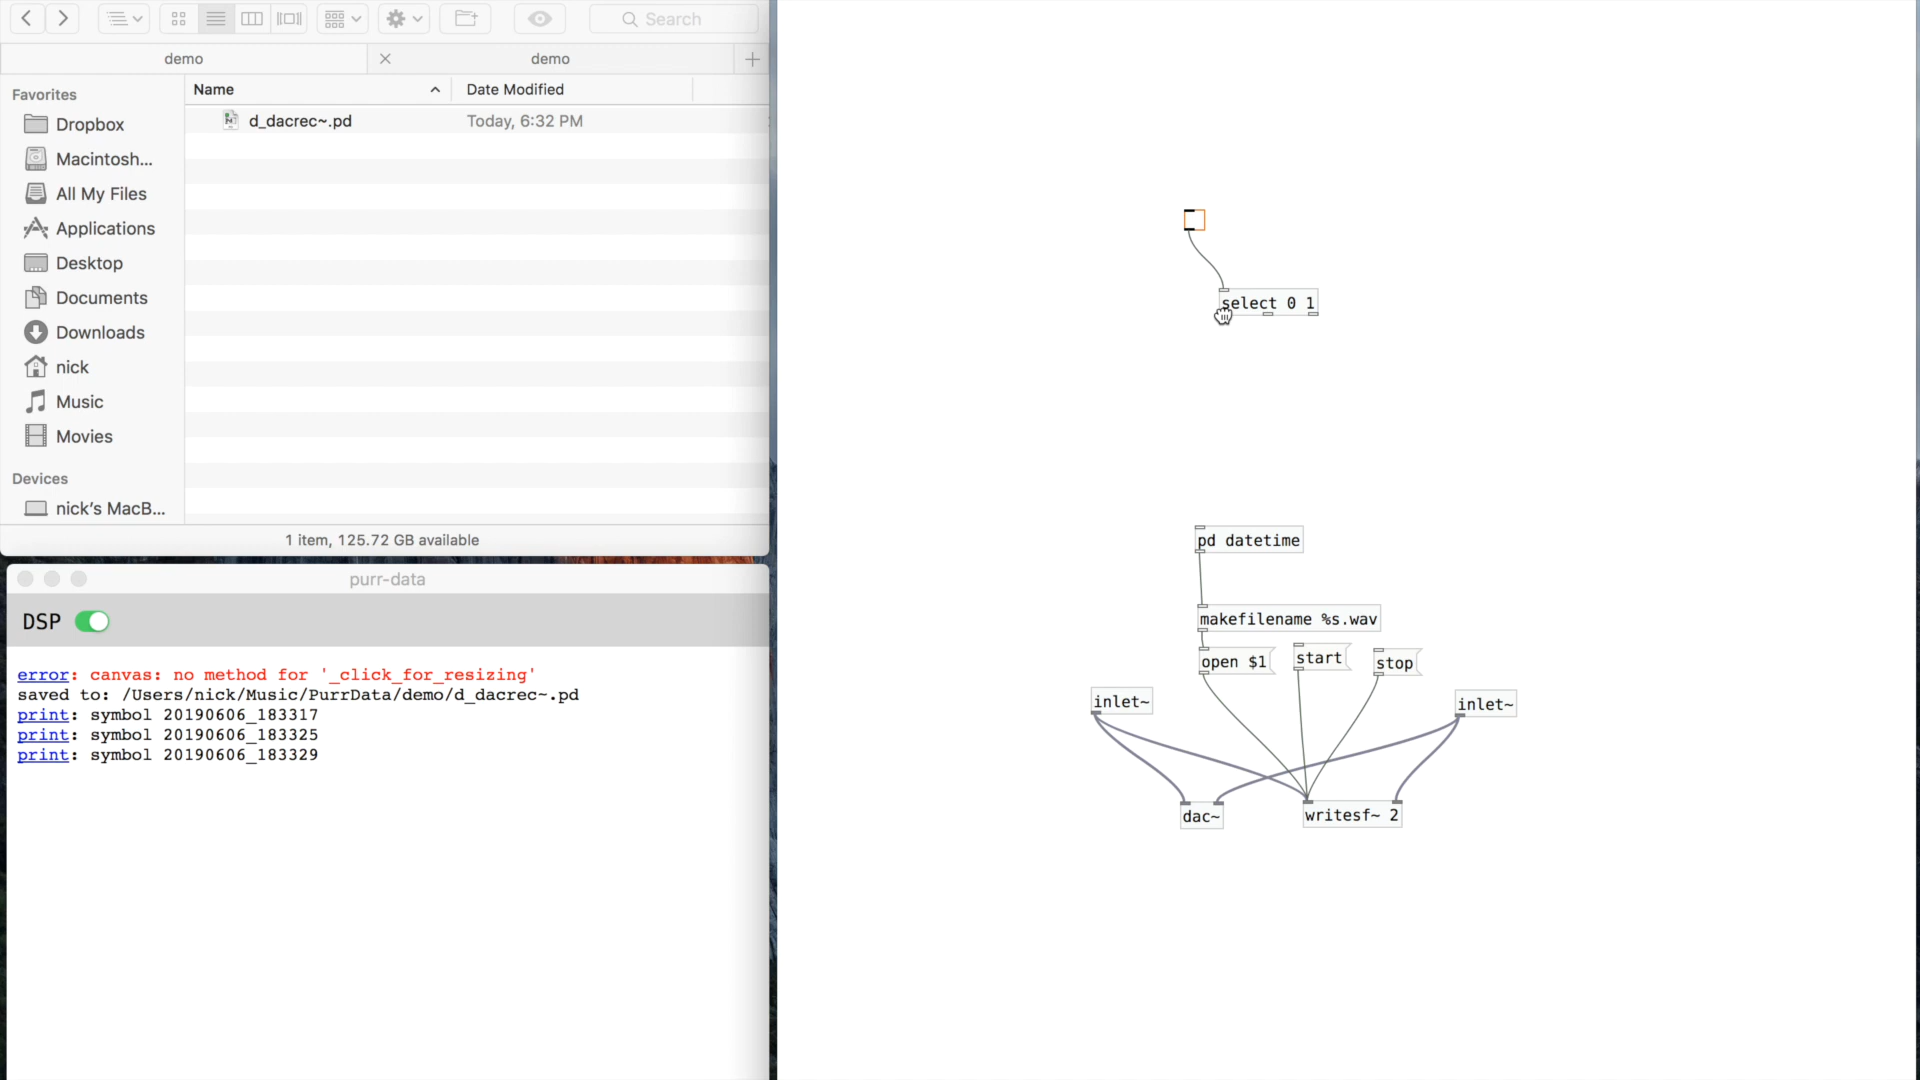 Search
demo
demo
Favorites
Dropbox
Macintosh...
All My Files
Applications
Desktop
Documents
Downloads
nick
Music
Movies
Devices
nick's MacB...
Name
Date Modified
d_dacrec~.pd
Today, 6:32 PM
1 item, 125.72 GB available
purr-data
DSP
error: canvas: no method for '_click_for_resizing'
saved to: /Users/nick/Music/PurrData/demo/d_dacrec~.pd
print: symbol 20190606_183317
print: symbol 20190606_183325
print: symbol 20190606_183329
select 0 1
pd datetime
makefilename %s.wav
open $1
start
stop
inlet~
inlet~
dac~
writesf~ 2